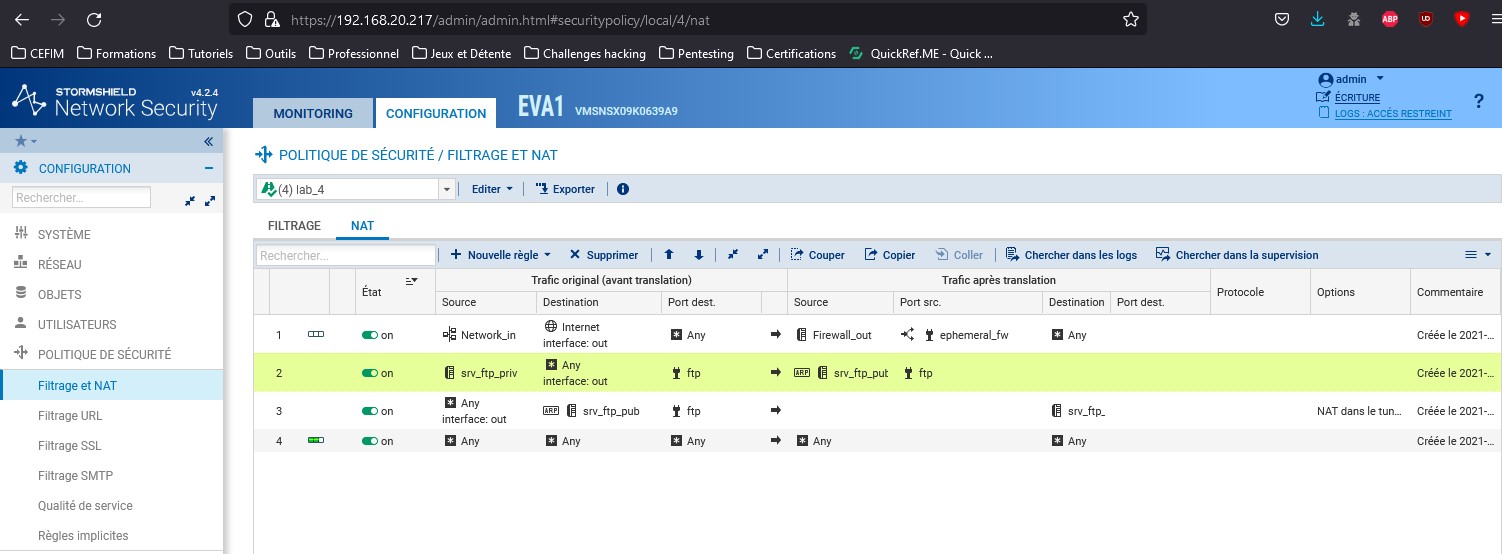 https://192.168.20.217/admin/admin.html#securitypolicy/local/4/nat
ABP
CEFIM Formations Tutoriels Outils Professionnel Jeux et Détente Challenges hacking Pentesting Certifications QuickRef.ME - Quick ...
STORMSHIELD v4.2.4
Network Security
MONITORING CONFIGURATION EVA1 VMSNSX09K0639A9
admin
ÉCRITURE
LOGS : ACCÈS RESTREINT
?
CONFIGURATION
Rechercher...
SYSTÈME
RÉSEAU
OBJETS
UTILISATEURS
POLITIQUE DE SÉCURITÉ
Filtrage et NAT
Filtrage URL
Filtrage SSL
Filtrage SMTP
Qualité de service
Règles implicites
POLITIQUE DE SÉCURITÉ / FILTRAGE ET NAT
(4) lab_4 Editer Exporter
FILTRAGE NAT
Rechercher... Nouvelle règle Supprimer Couper Copier Coller Chercher dans les logs Chercher dans la supervision
État Trafic original (avant translation) Trafic après translation Protocole Options Commentaire
Source Destination Port dest. Source Port src. Destination Port dest.
1 on Network_in Internet Any Firewall_out ephemeral_fw Any Créée le 2021-...
interface: out
2 on srv_ftp_priv Any ftp ARP srv_ftp_put ftp Créée le 2021-...
interface: out
3 on Any ARP srv_ftp_pub ftp srv_ftp_ NAT dans le tun... Créée le 2021-...
interface: out
4 on Any Any Any Any Any Créée le 2021-...